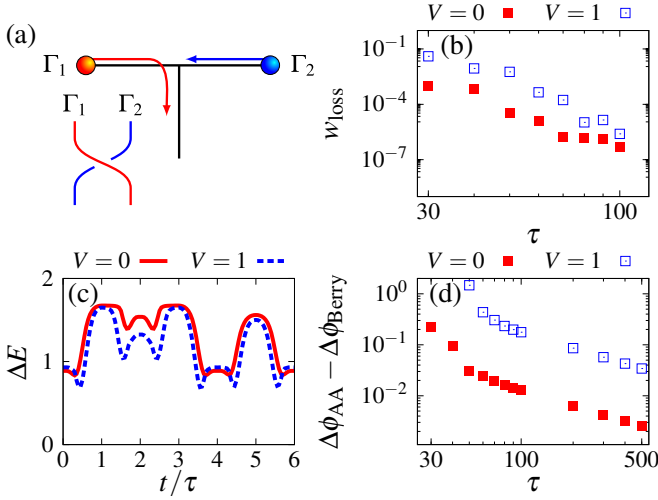 (a)
Γ₁
Γ₂
Γ₁ Γ₂
V = 0 V = 1
(b)
w_loss
10⁻¹
10⁻⁴
10⁻⁷
30 100
τ
V = 0 V = 1
(c)
ΔE
2
1
0
0 1 2 3 4 5 6
t/τ
V = 0 V = 1
(d)
Δϕ_AA − Δϕ_Berry
10⁰
10⁻¹
10⁻²
30 100 500
τ